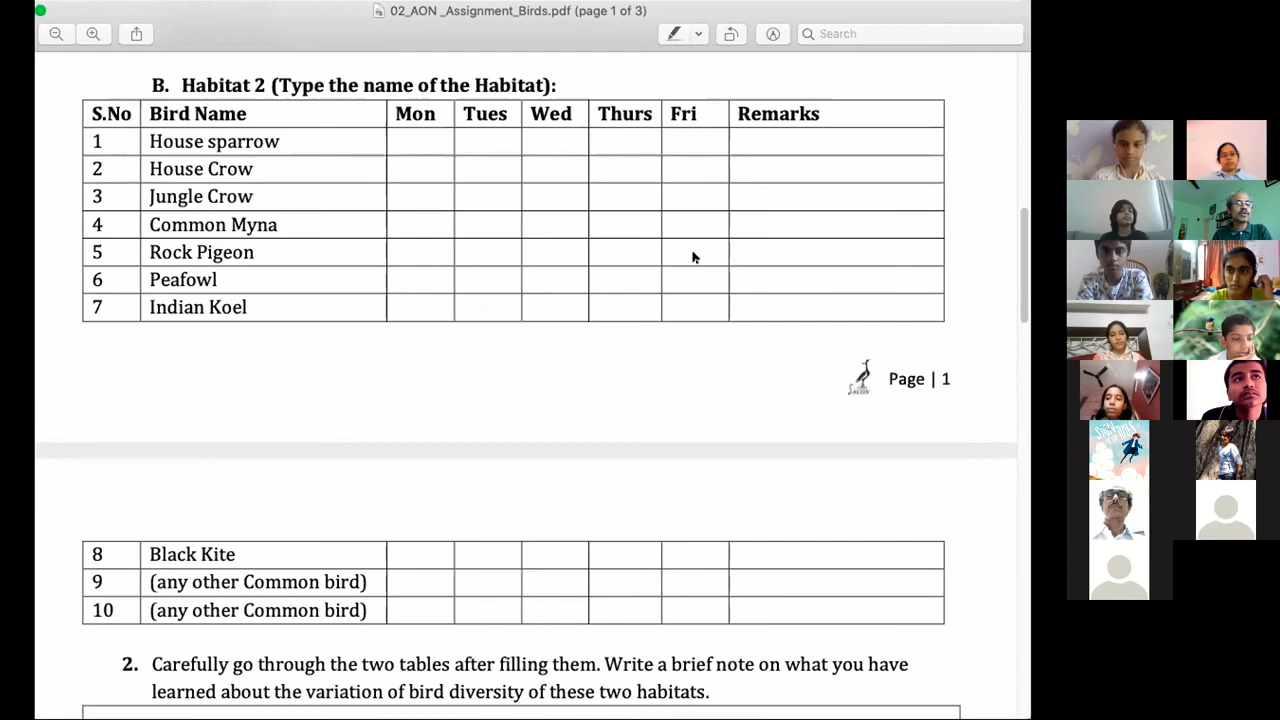 02_AON _Assignment_Birds.pdf (page 1 of 3)
Search
B. Habitat 2 (Type the name of the Habitat):
S.No Bird Name Mon Tues Wed Thurs Fri Remarks
1 House sparrow
2 House Crow
3 Jungle Crow
4 Common Myna
5 Rock Pigeon
6 Peafowl
7 Indian Koel
Page | 1
8 Black Kite
9 (any other Common bird)
10 (any other Common bird)
2. Carefully go through the two tables after filling them. Write a brief note on what you have
learned about the variation of bird diversity of these two habitats.